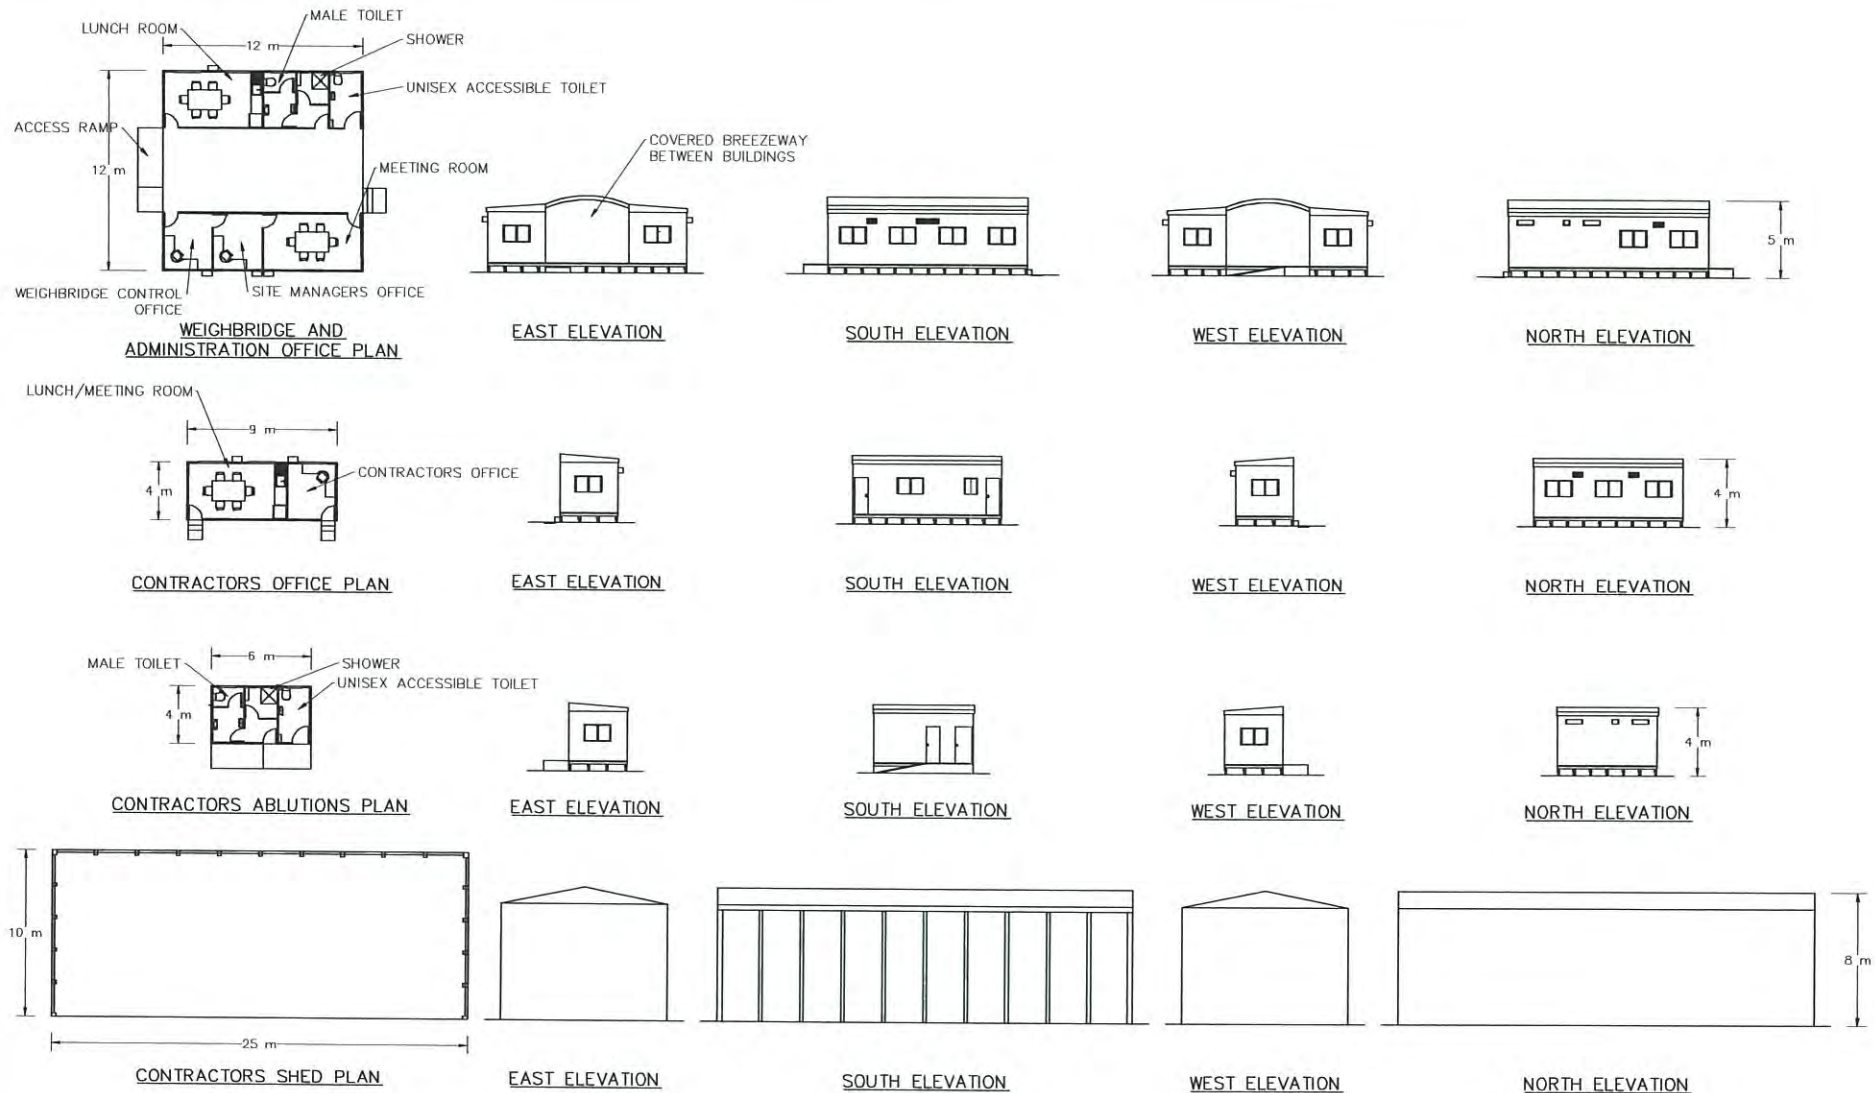 LUNCH ROOM
MALE TOILET
12 m
SHOWER
UNISEX ACCESSIBLE TOILET
ACCESS RAMP
12 m
MEETING ROOM
COVERED BREEZEWAY
BETWEEN BUILDINGS
5 m
WEIGHBRIDGE CONTROL
OFFICE
SITE MANAGERS OFFICE
WEIGHBRIDGE AND
ADMINISTRATION OFFICE PLAN
EAST ELEVATION
SOUTH ELEVATION
WEST ELEVATION
NORTH ELEVATION
LUNCH/MEETING ROOM
9 m
CONTRACTORS OFFICE
4 m
4 m
CONTRACTORS OFFICE PLAN
EAST ELEVATION
SOUTH ELEVATION
WEST ELEVATION
NORTH ELEVATION
6 m
MALE TOILET
SHOWER
UNISEX ACCESSIBLE TOILET
4 m
4 m
CONTRACTORS ABLUTIONS PLAN
EAST ELEVATION
SOUTH ELEVATION
WEST ELEVATION
NORTH ELEVATION
10 m
8 m
25 m
CONTRACTORS SHED PLAN
EAST ELEVATION
SOUTH ELEVATION
WEST ELEVATION
NORTH ELEVATION